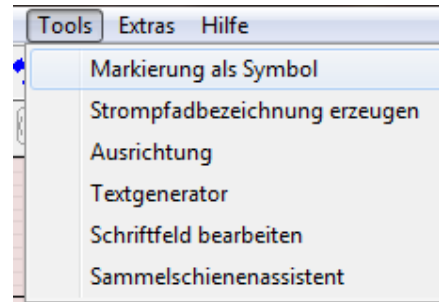 Tools Extras Hilfe
Markierung als Symbol
Strompfadbezeichnung erzeugen
Ausrichtung
Textgenerator
Schriftfeld bearbeiten
Sammelschienenassistent